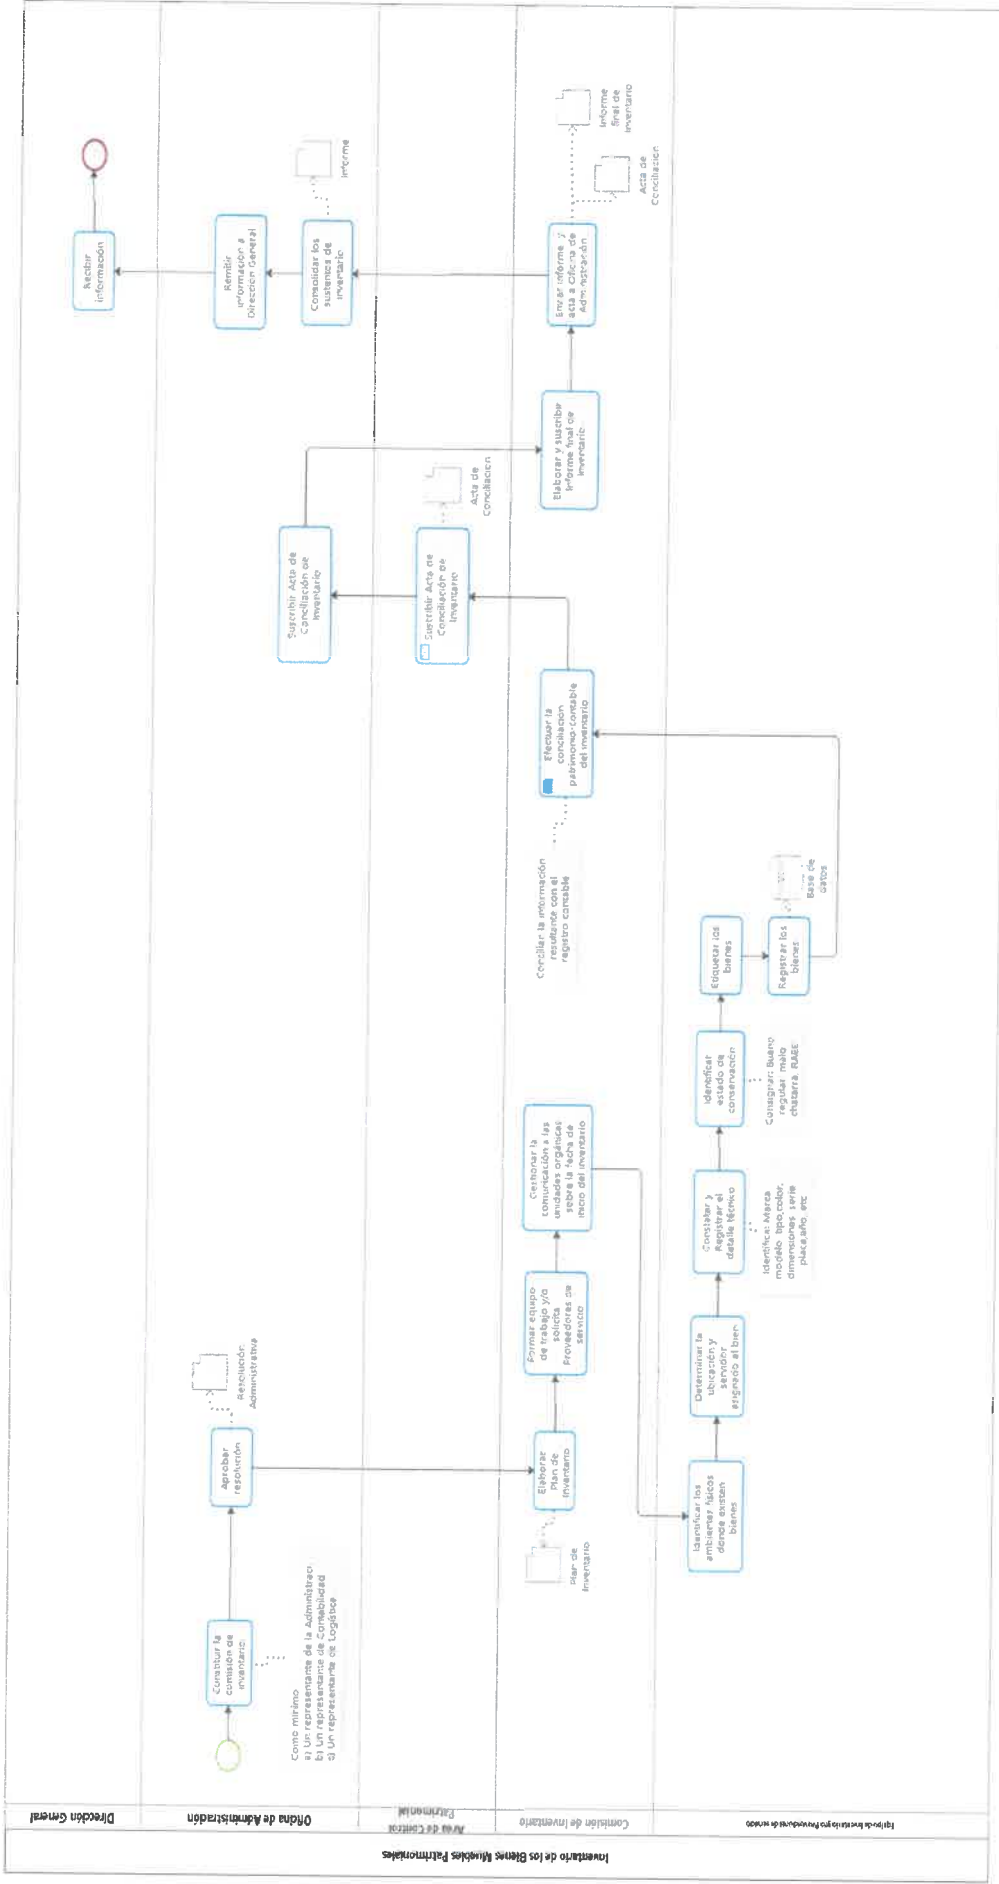 Inventario de los Bienes Muebles Patrimoniales
Dirección General
Oficina de Administración
Área de Control
Patrimonial
Comisión de Inventario
Constituir la
comisión de
inventario
Como mínimo
a) Un representante de la Administraci
b) Un representante de Contabilidad
c) Un representante de Logística
Aprobar
resolución
Resolución
Administrativa
Elaborar
Plan de
Inventario
Plan de
Inventario
Formar equipo
de trabajo y/o
solicita
Proveedores de
servicio
Gestionar la
comunicación a las
unidades orgánicas
sobre la fecha de
inicio del inventario
Identificar los
ambientes físicos
donde existen
bienes
Determinar la
ubicación y
servidor
asignado al bien
Constatar y
Registrar el
detalle técnico
Identifica: Marca
modelo, tipo,color,
dimensiones serie
placa,año, etc
Identificar
estado de
conservación
Consignar: Bueno
regular malo
chatarra RAEE
Etiquetar los
bienes
Registrar los
bienes
Base de
datos
Efectuar la
conciliación
patrimonio-contable
del inventario
Conciliar la información
resultante con el
registro contable
Suscribir Acta de
Conciliación de
Inventario
Acta de
Conciliación
Suscribir Acta de
Conciliación de
Inventario
Elaborar y suscribir
Informe final de
Inventario
Enviar Informe y
acta a Oficina de
Administración
Acta de
Conciliación
Informe
final de
Inventario
Consolidar los
sustentos de
inventario
Informe
Remitir
información a
Dirección General
Recibir
información